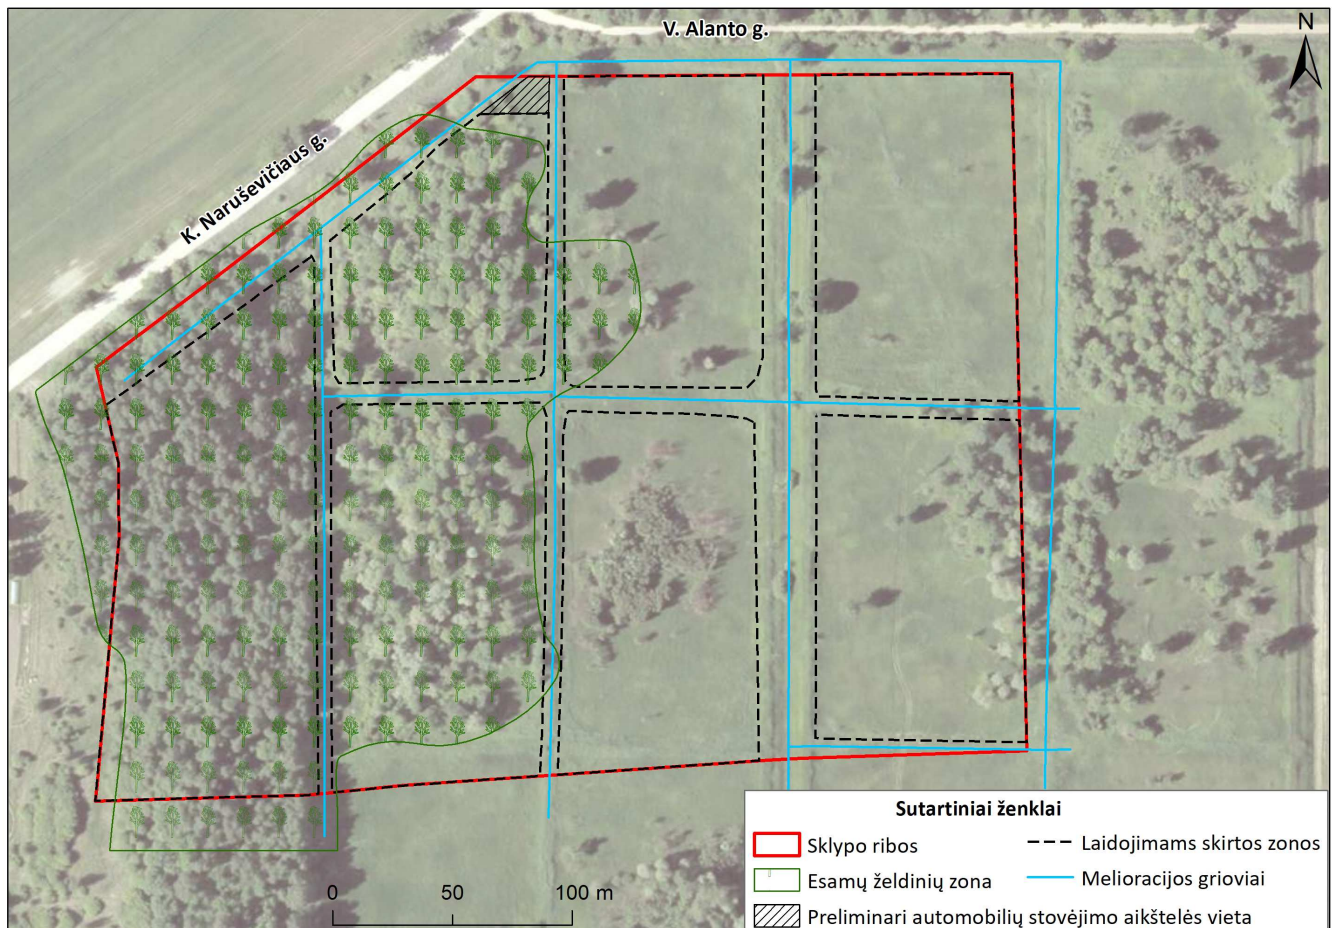 V. Alanto g.
N
K. Naruševičiaus g.
0 50 100 m
Sutartiniai ženklai
Sklypo ribos
Laidojimams skirtos zonos
Esamų želdinių zona
Melioracijos grioviai
Preliminari automobilių stovėjimo aikštelės vieta